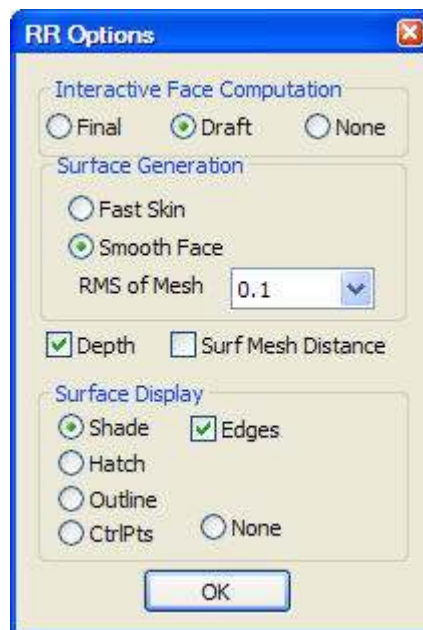 RR Options
Interactive Face Computation
Final Draft None
Surface Generation
Fast Skin
Smooth Face
RMS of Mesh 0.1
Depth Surf Mesh Distance
Surface Display
Shade Edges
Hatch
Outline
CtrlPts None
OK